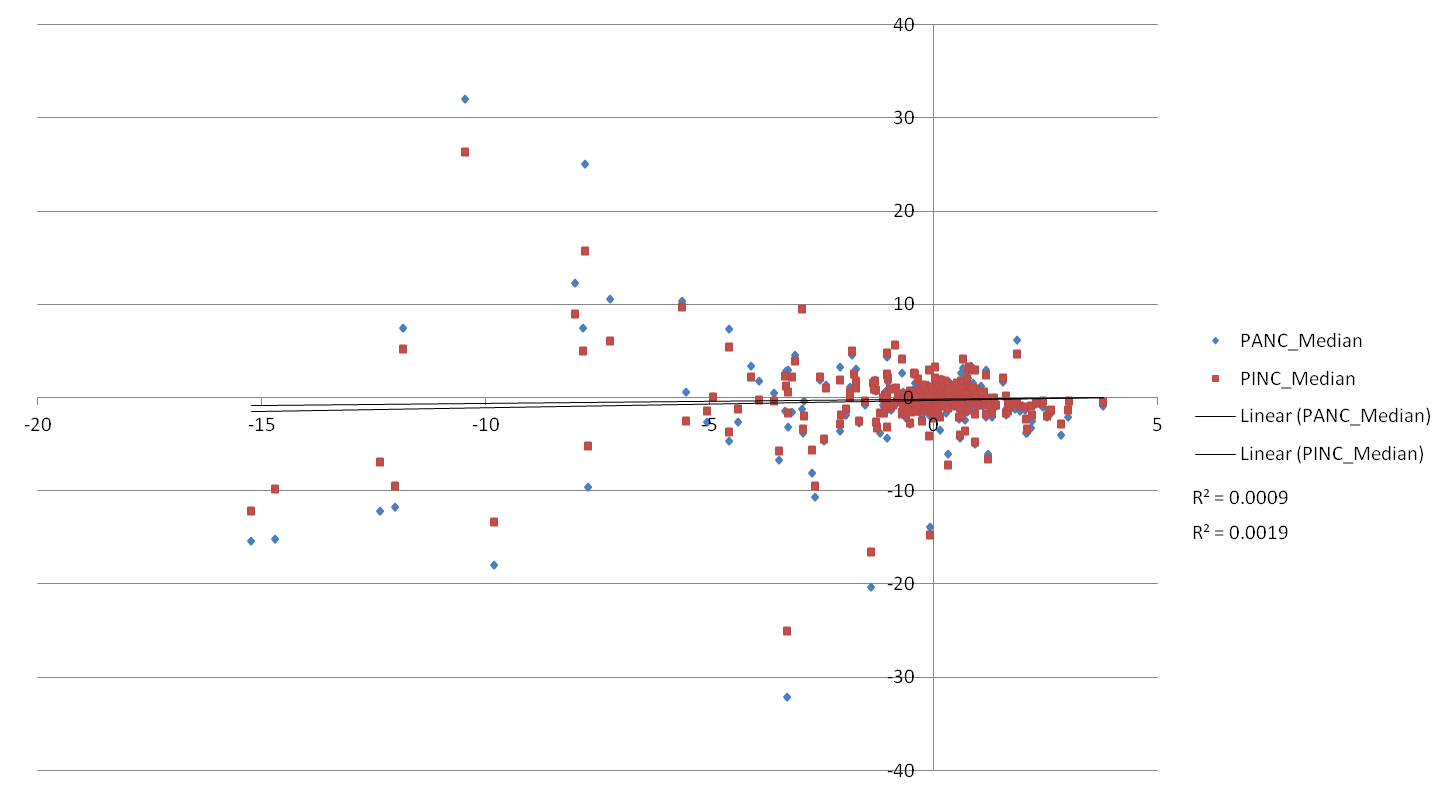 40
30
20
10
0
-10
-20
-30
-40
-20
-15
-10
-5
0
5
PANC_Median
PINC_Median
Linear (PANC_Median)
Linear (PINC_Median)
R² = 0.0009
R² = 0.0019